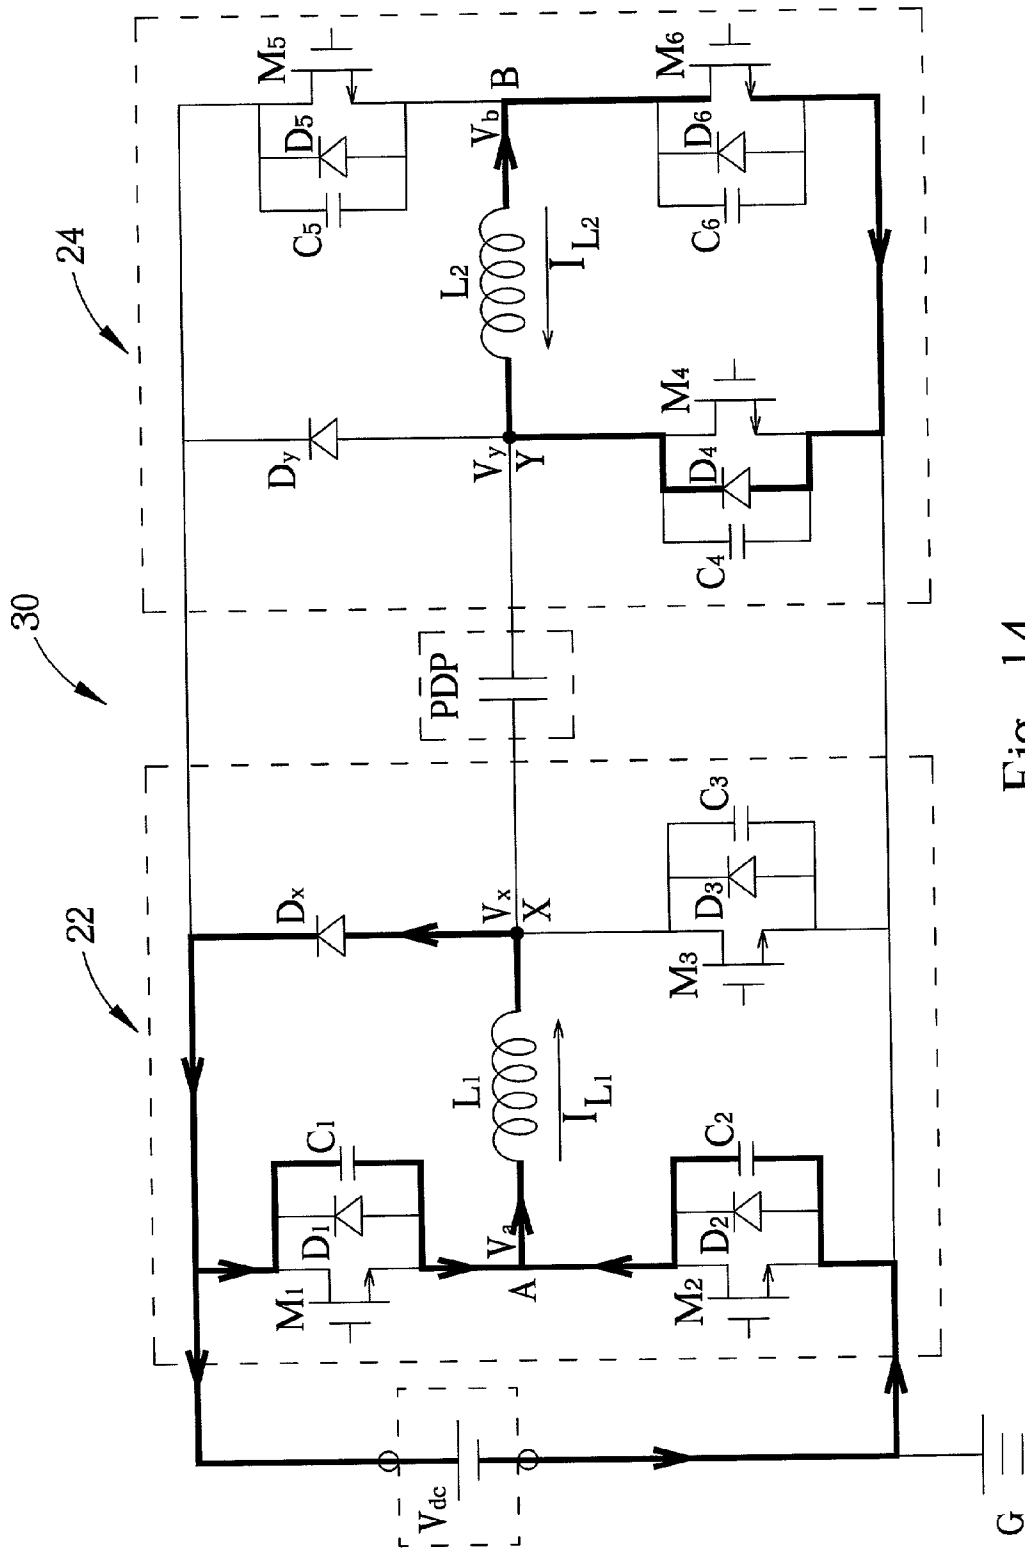 30
22
24
Vdc
G
M1
D1
C1
Va
A
M2
D2
C2
L1
IL1
Dx
Vx
X
M3
D3
C3
PDP
Dy
Vy
Y
C4
D4
M4
L2
IL2
C5
D5
M5
Vb
B
C6
D6
M6
Fig. 14